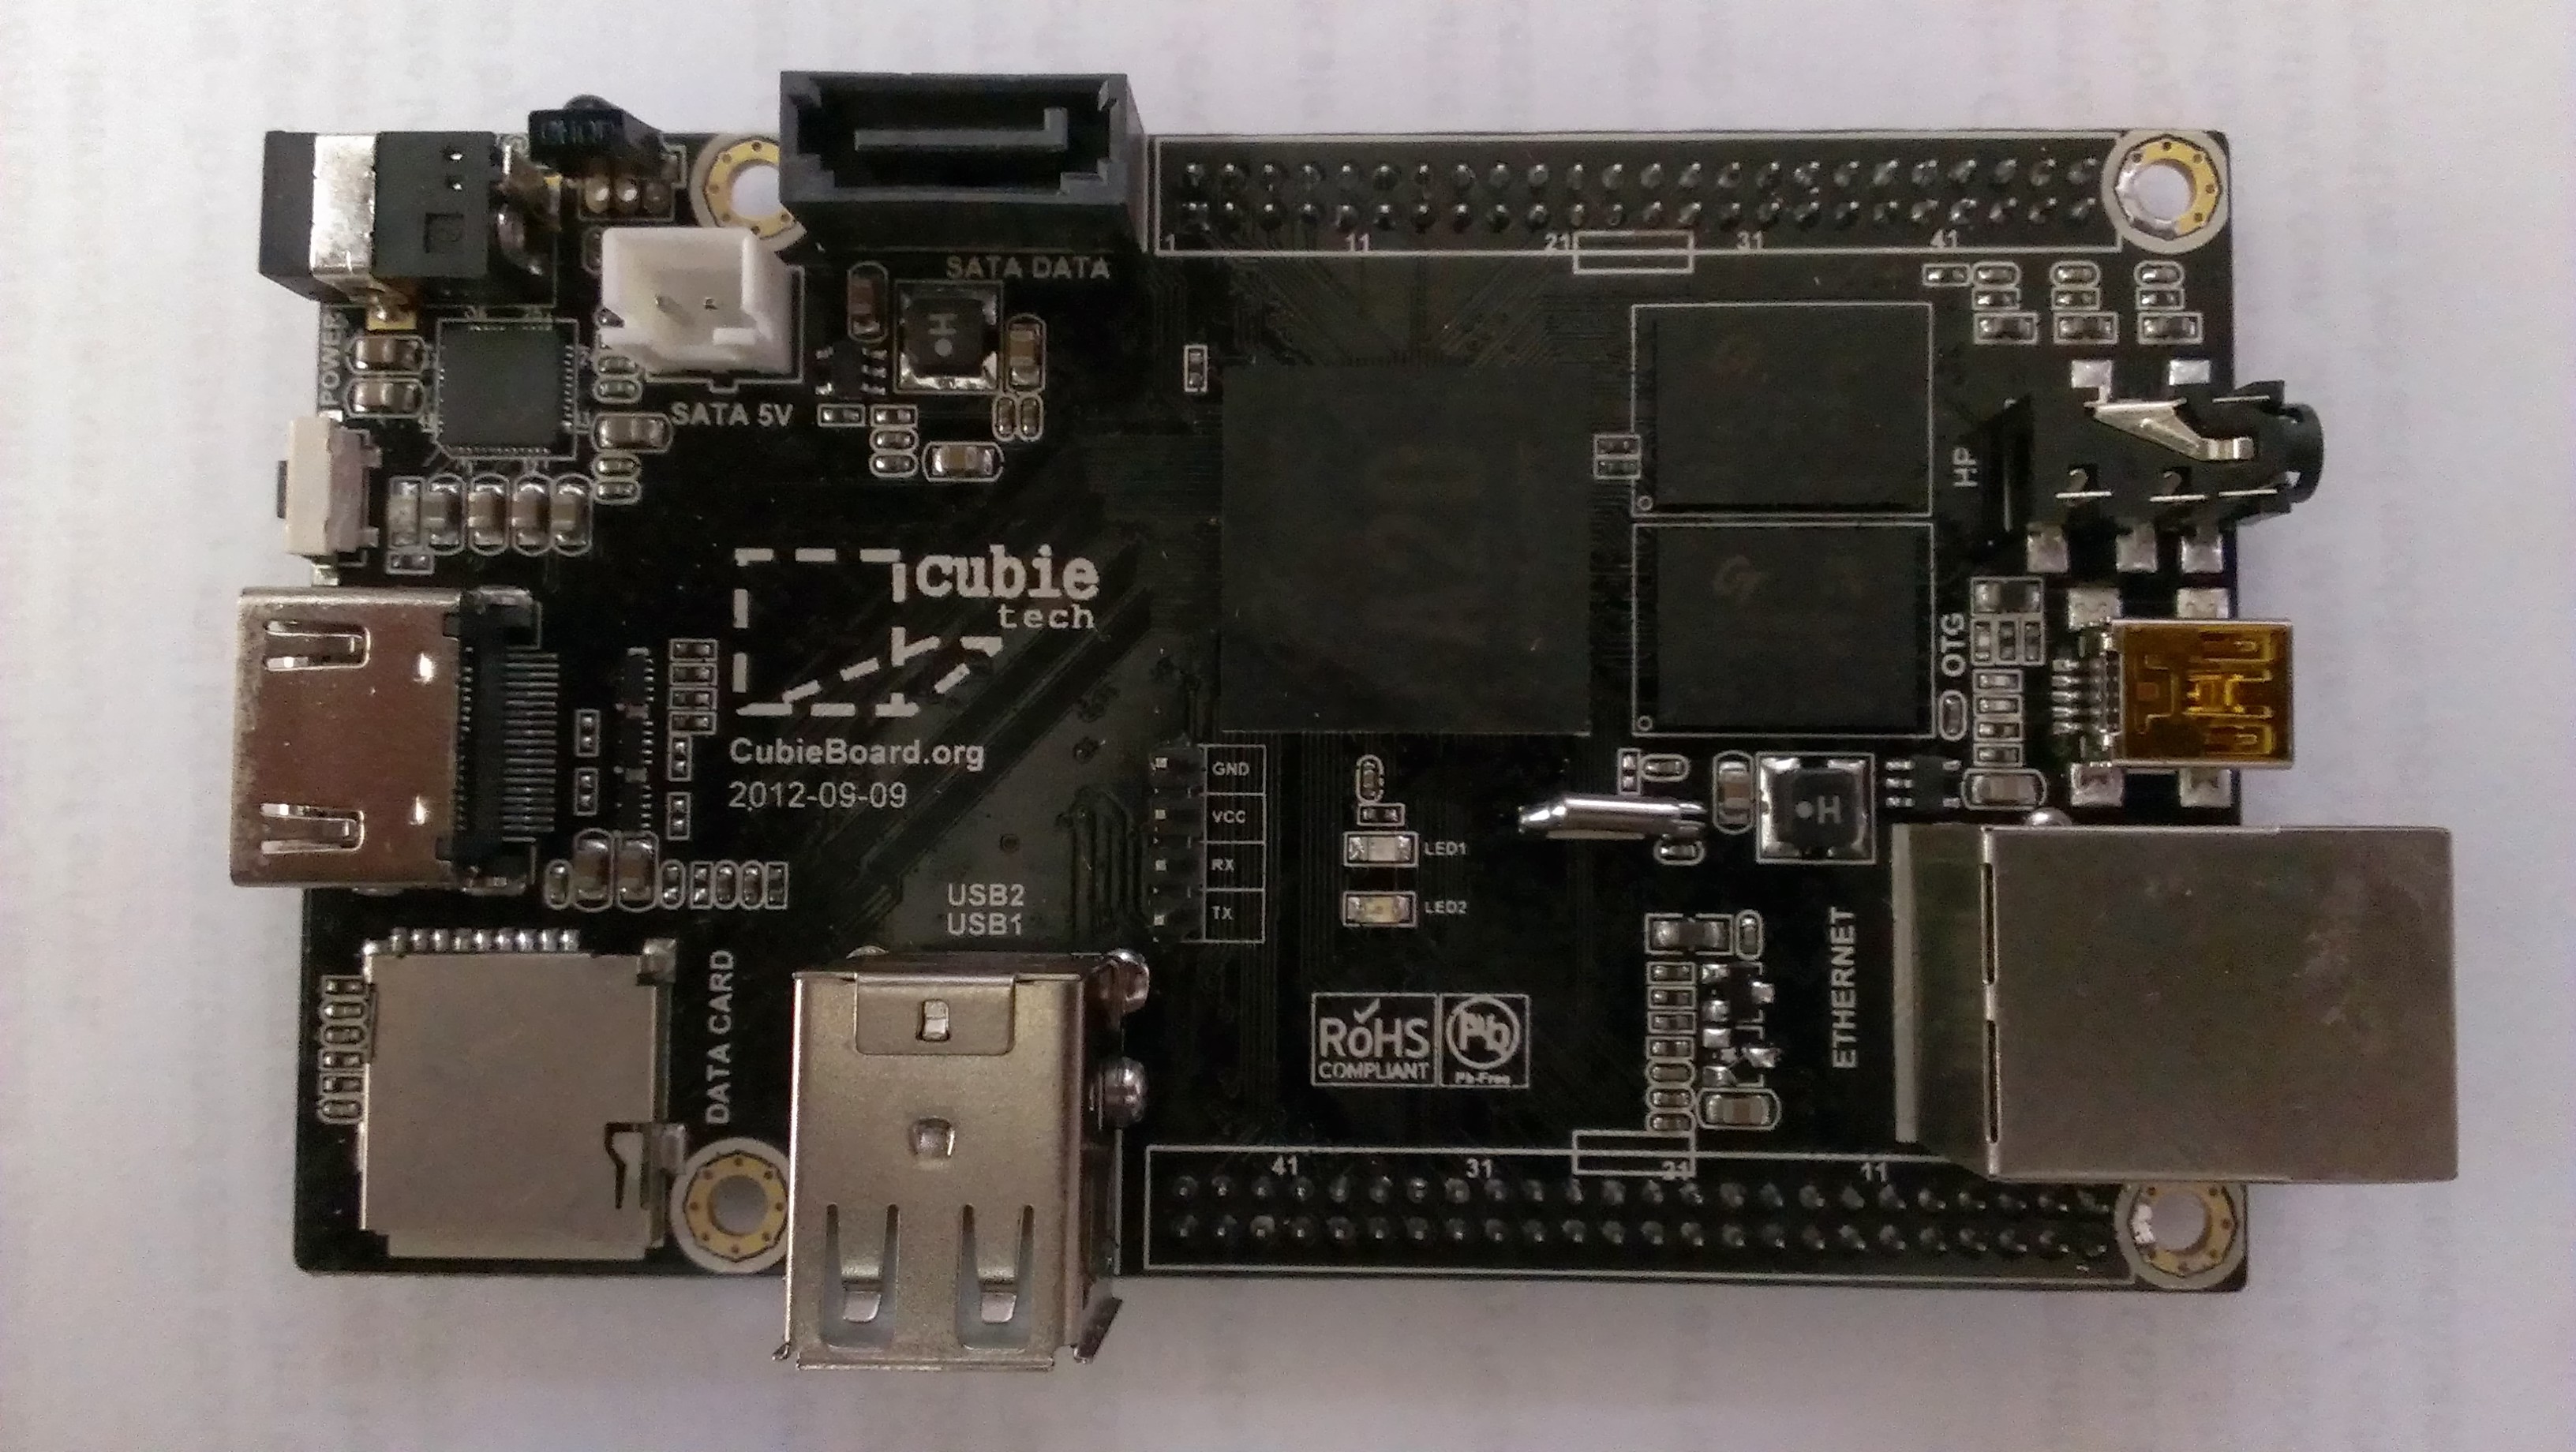 SATA DATA
1 11 21 31 41
POWER
SATA 5V
HP
H
cubie
tech
CubieBoard.org
2012-09-09
OTG
GND
VCC
RX
TX
LED1
LED2
H
USB2
USB1
DATA CARD
ETHERNET
RoHS
COMPLIANT
Pb
Pb-Free
41 31 21 11